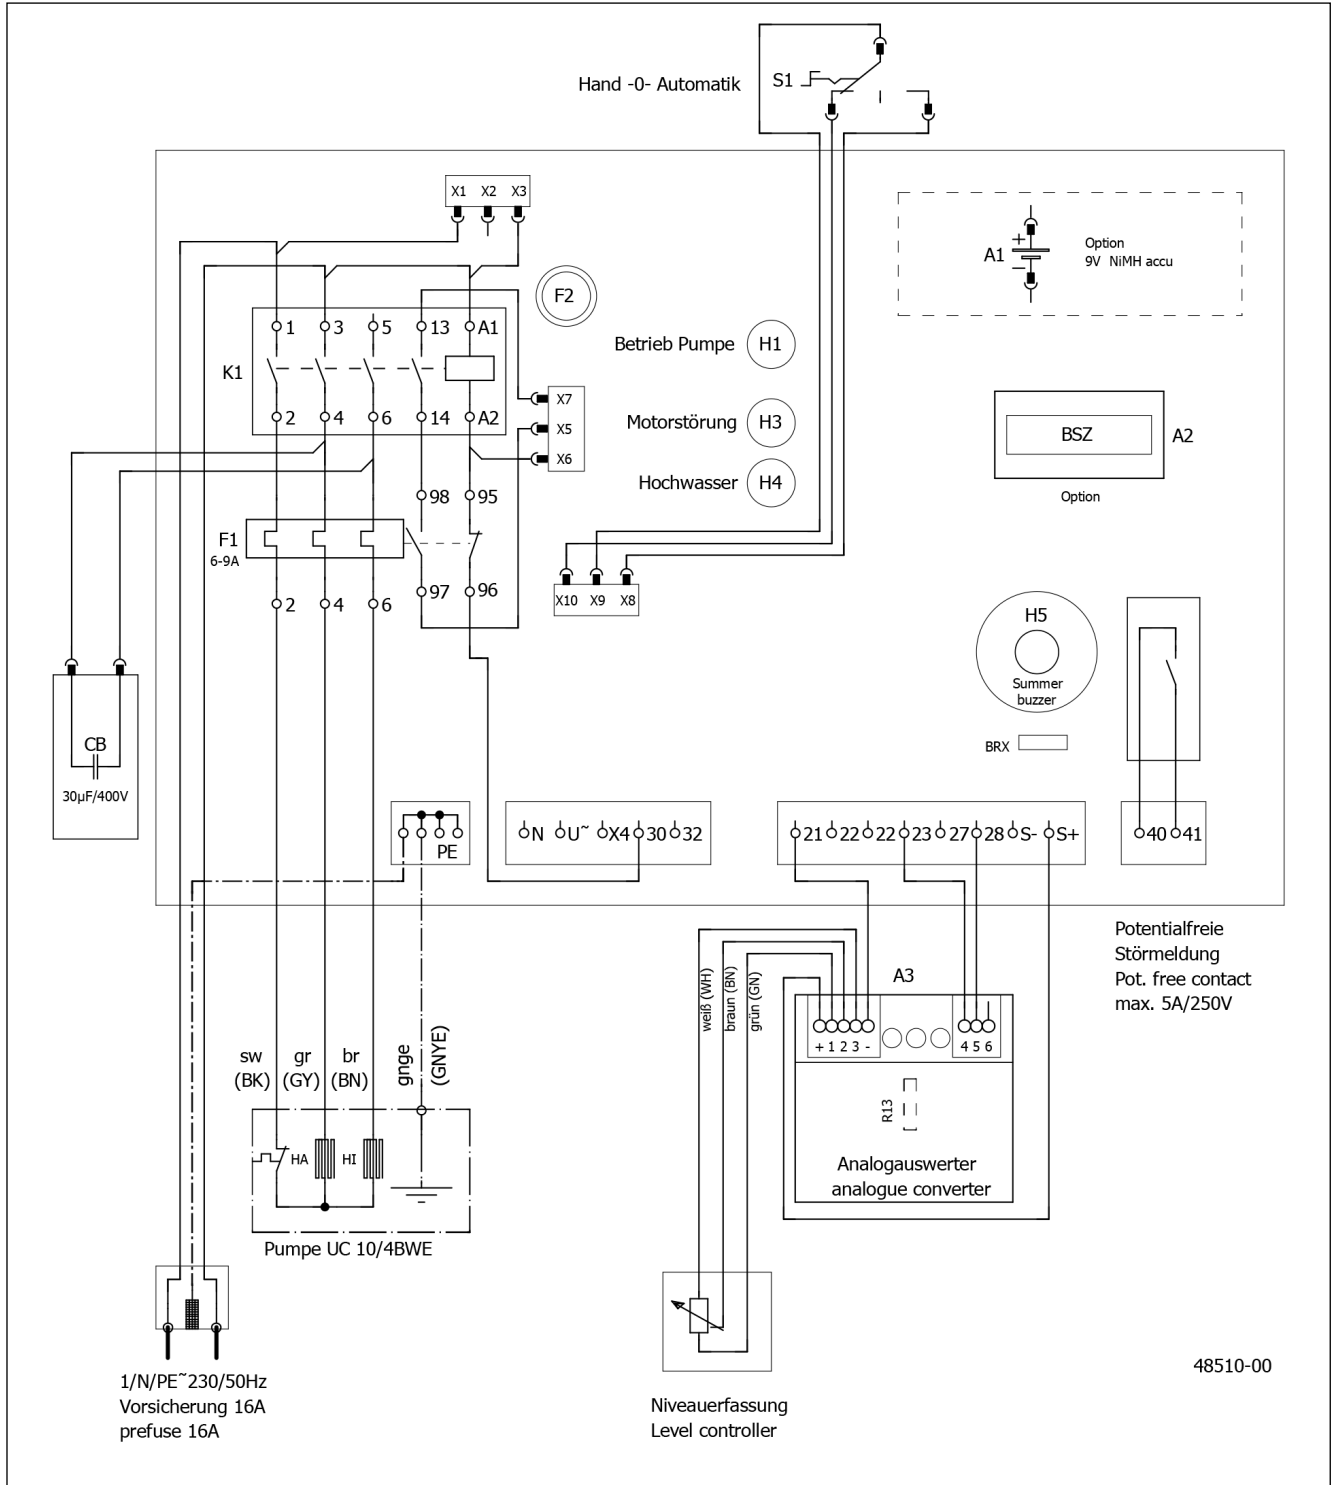 Hand -0- Automatik
S1
X1 X2 X3
A1
+
−
Option
9V NiMH accu
F2
1 3 5 13 A1
K1
2 4 6 14 A2
Betrieb Pumpe H1
Motorstörung H3
Hochwasser H4
X7
X5
X6
BSZ
A2
Option
98 95
F1
6-9A
97 96
2 4 6
X10 X9 X8
H5
Summer
buzzer
BRX
CB
30µF/400V
PE
N U~ X4 30 32
21 22 22 23 27 28 S- S+
40 41
Potentialfreie
Störmeldung
Pot. free contact
max. 5A/250V
weiß (WH)
braun (BN)
grün (GN)
A3
+ 1 2 3 -
4 5 6
R13
Analogauswerter
analogue converter
sw
(BK)
gr
(GY)
br
(BN)
gnge
(GNYE)
HA HI
Pumpe UC 10/4BWE
1/N/PE~230/50Hz
Vorsicherung 16A
prefuse 16A
Niveauerfassung
Level controller
48510-00